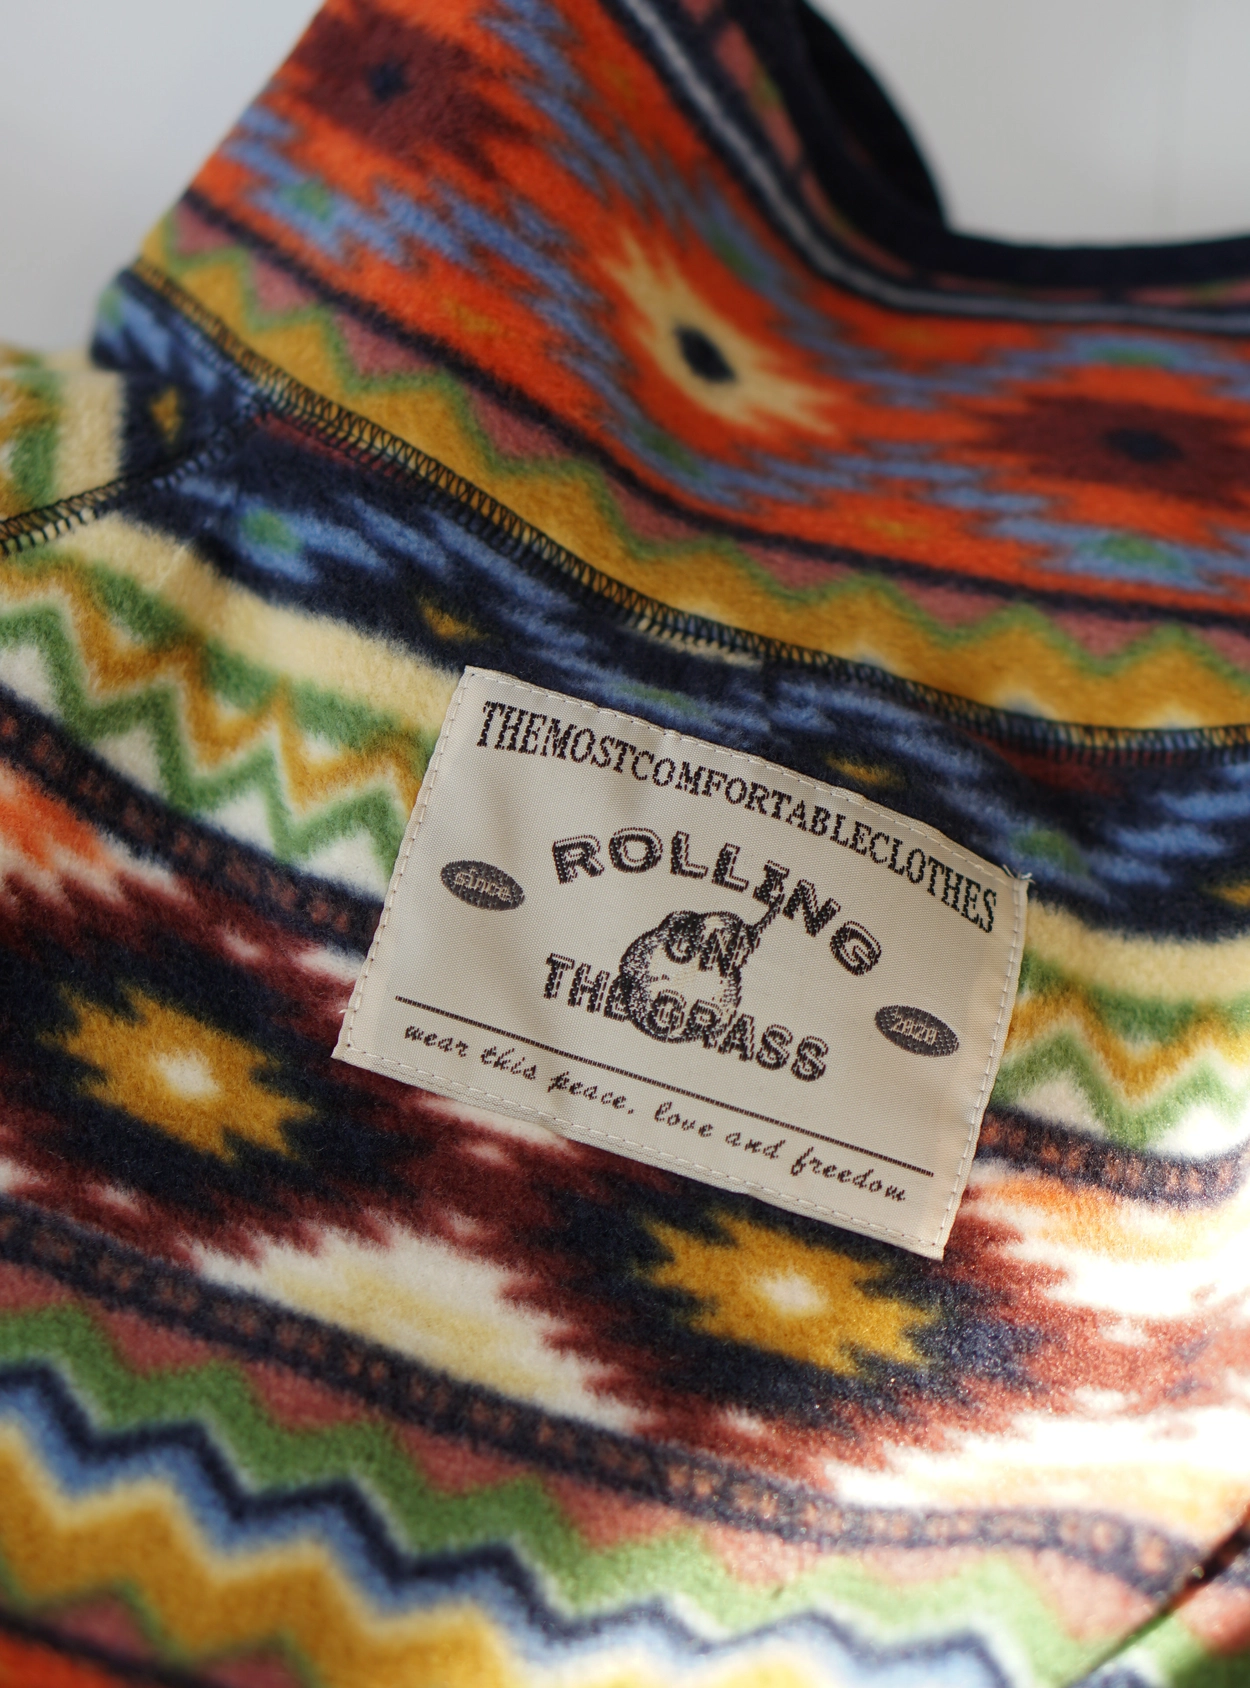 THEMOSTCOMFORTABLECLOTHES
ROLLING
since
ON
THE GRASS
2020
wear this peace, love and freedom